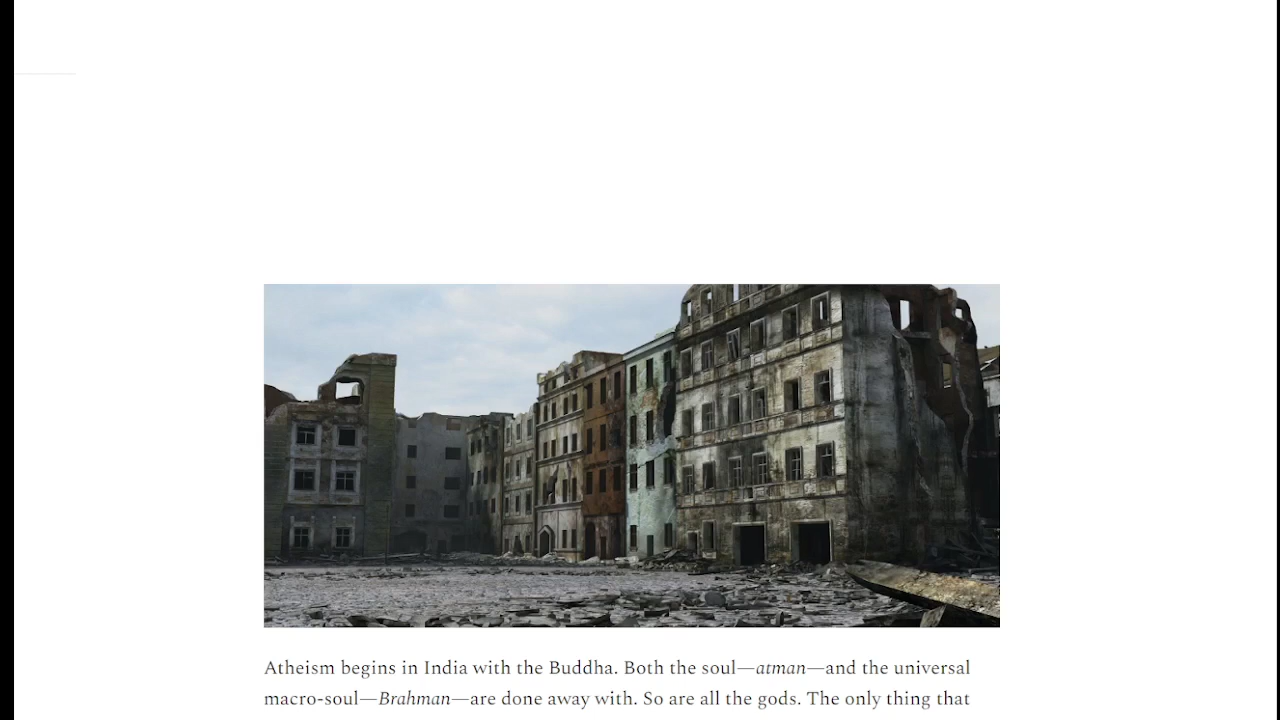 Atheism begins in India with the Buddha. Both the soul—atman—and the universal
macro-soul—Brahman—are done away with. So are all the gods. The only thing that